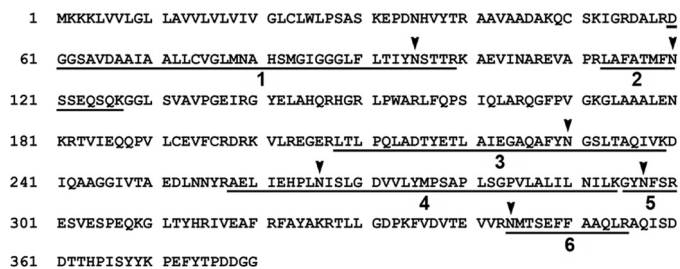 1 MKKKLVVLGL LAVVLVLVIV GLCLWLPSAS KEPDNHVYTR AAVAADAKQC SKIGRDALRD
61 GGSAVDAAIA ALLCVGLMNA HSMGIGGGLF LTIYNSTTRK AEVINAREVA PRLAFATMFN
1 2
121 SSEQSQKGGL SVAVPGEIRG YELAHQRHGR LPWARLFQPS IQLARQGFPV GKGLAAALEN
181 KRTVIEQQPV LCEVFCRDRK VLREGERLTL PQLADTYETL AIEGAQAFYN GSLTAQIVKD
3
241 IQAAGGIVTA EDLNNYRAEL IEHPLNISLG DVVLYMPSAP LSGPVLALIL NILKGYNFSR
4 5
301 ESVESPEQKG LTYHRIVEAF RFAYAKRTLL GDPKFVDVTE VVRNMTSEFF AAQLRAQISD
6
361 DTTHPISYYK PEFYTPDDGG